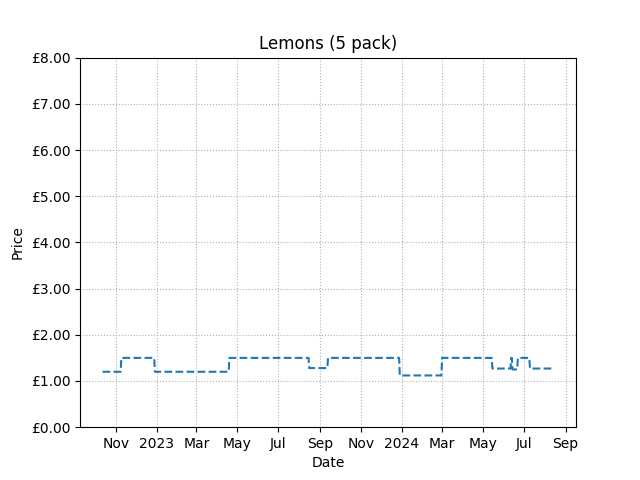 Lemons (5 pack)
£8.00
£7.00
£6.00
£5.00
£4.00
£3.00
£2.00
£1.00
£0.00
Price
Nov 2023 Mar May Jul Sep Nov 2024 Mar May Jul Sep
Date